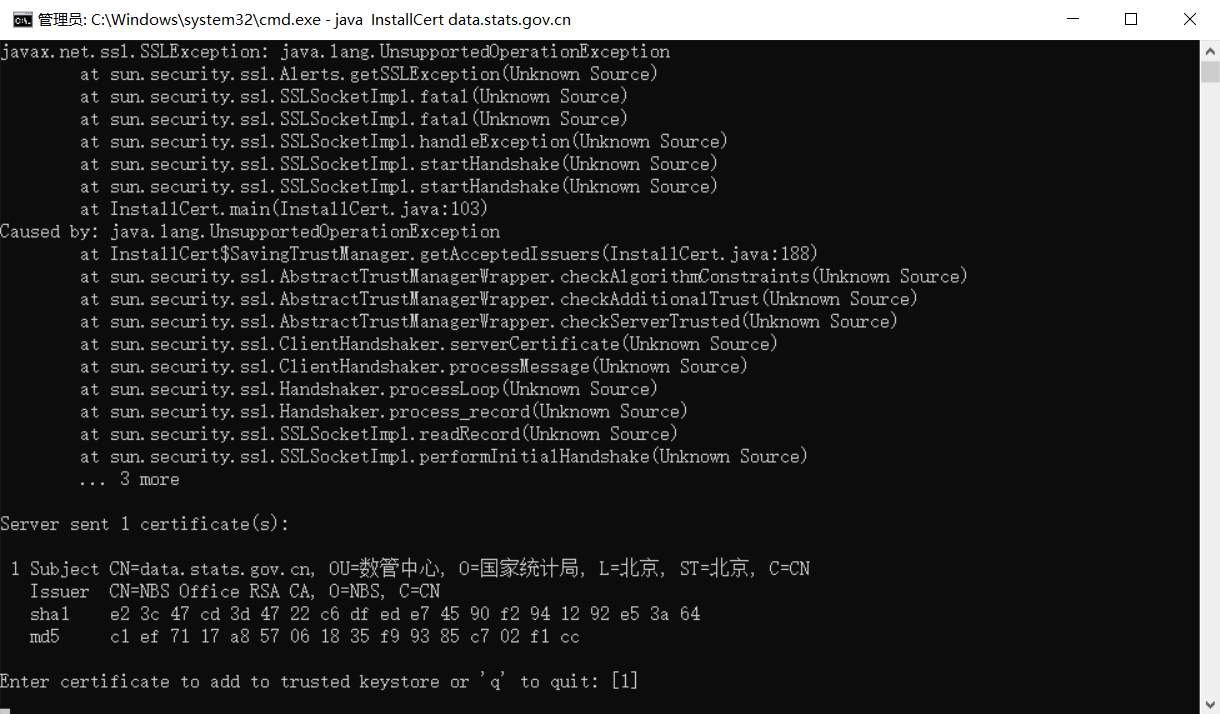 管理员: C:\Windows\system32\cmd.exe - java  InstallCert data.stats.gov.cn
javax.net.ssl.SSLException: java.lang.UnsupportedOperationException
        at sun.security.ssl.Alerts.getSSLException(Unknown Source)
        at sun.security.ssl.SSLSocketImpl.fatal(Unknown Source)
        at sun.security.ssl.SSLSocketImpl.fatal(Unknown Source)
        at sun.security.ssl.SSLSocketImpl.handleException(Unknown Source)
        at sun.security.ssl.SSLSocketImpl.startHandshake(Unknown Source)
        at sun.security.ssl.SSLSocketImpl.startHandshake(Unknown Source)
        at InstallCert.main(InstallCert.java:103)
Caused by: java.lang.UnsupportedOperationException
        at InstallCert$SavingTrustManager.getAcceptedIssuers(InstallCert.java:188)
        at sun.security.ssl.AbstractTrustManagerWrapper.checkAlgorithmConstraints(Unknown Source)
        at sun.security.ssl.AbstractTrustManagerWrapper.checkAdditionalTrust(Unknown Source)
        at sun.security.ssl.AbstractTrustManagerWrapper.checkServerTrusted(Unknown Source)
        at sun.security.ssl.ClientHandshaker.serverCertificate(Unknown Source)
        at sun.security.ssl.ClientHandshaker.processMessage(Unknown Source)
        at sun.security.ssl.Handshaker.processLoop(Unknown Source)
        at sun.security.ssl.Handshaker.process_record(Unknown Source)
        at sun.security.ssl.SSLSocketImpl.readRecord(Unknown Source)
        at sun.security.ssl.SSLSocketImpl.performInitialHandshake(Unknown Source)
        ... 3 more
Server sent 1 certificate(s):
 1 Subject CN=data.stats.gov.cn, OU=数管中心, O=国家统计局, L=北京, ST=北京, C=CN
   Issuer  CN=NBS Office RSA CA, O=NBS, C=CN
   sha1    e2 3c 47 cd 3d 47 22 c6 df ed e7 45 90 f2 94 12 92 e5 3a 64
   md5     c1 ef 71 17 a8 57 06 18 35 f9 93 85 c7 02 f1 cc
Enter certificate to add to trusted keystore or 'q' to quit: [1]